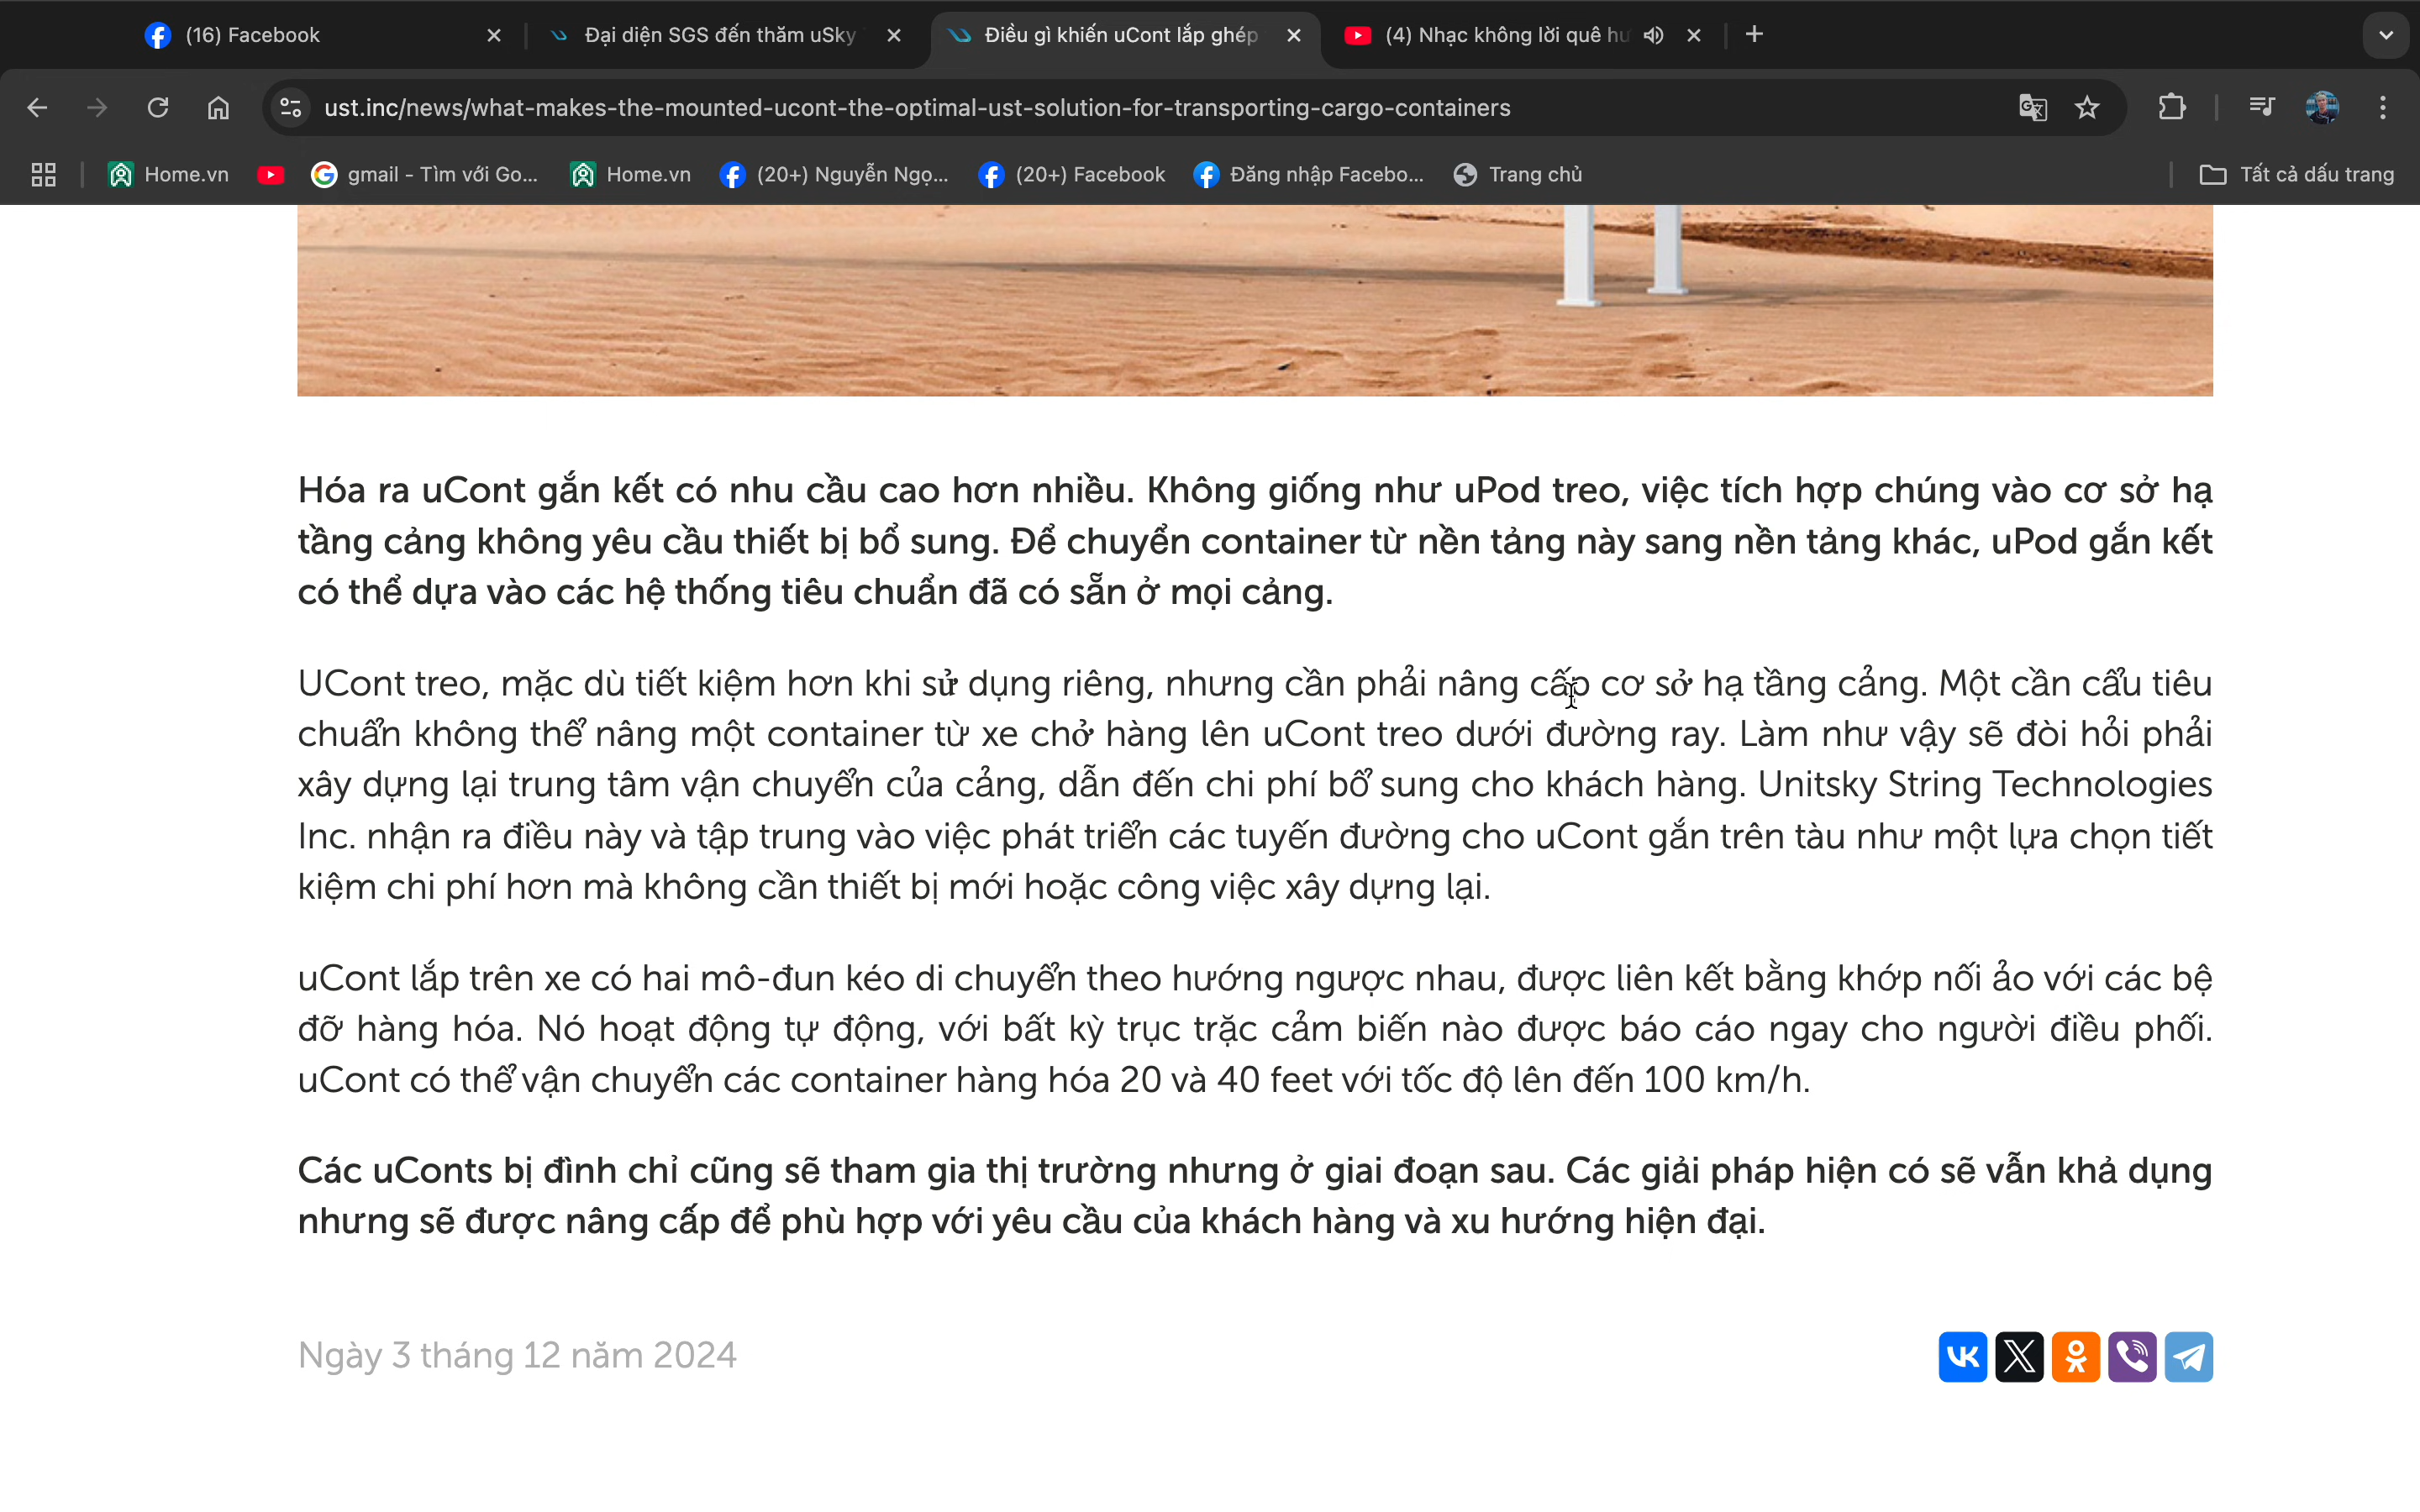 (16) Facebook
Đại diện SGS đến thăm uSky
Điều gì khiến uCont lắp ghép
(4) Nhạc không lời quê hư
ust.inc/news/what-makes-the-mounted-ucont-the-optimal-ust-solution-for-transporting-cargo-containers
Home.vn
gmail - Tìm với Go...
Home.vn
(20+) Nguyễn Ngọ...
(20+) Facebook
Đăng nhập Facebo...
Trang chủ
Tất cả dấu trang
Hóa ra uCont gắn kết có nhu cầu cao hơn nhiều. Không giống như uPod treo, việc tích hợp chúng vào cơ sở hạ
tầng cảng không yêu cầu thiết bị bổ sung. Để chuyển container từ nền tảng này sang nền tảng khác, uPod gắn kết
có thể dựa vào các hệ thống tiêu chuẩn đã có sẵn ở mọi cảng.
UCont treo, mặc dù tiết kiệm hơn khi sử dụng riêng, nhưng cần phải nâng cấp cơ sở hạ tầng cảng. Một cần cẩu tiêu
chuẩn không thể nâng một container từ xe chở hàng lên uCont treo dưới đường ray. Làm như vậy sẽ đòi hỏi phải
xây dựng lại trung tâm vận chuyển của cảng, dẫn đến chi phí bổ sung cho khách hàng. Unitsky String Technologies
Inc. nhận ra điều này và tập trung vào việc phát triển các tuyến đường cho uCont gắn trên tàu như một lựa chọn tiết
kiệm chi phí hơn mà không cần thiết bị mới hoặc công việc xây dựng lại.
uCont lắp trên xe có hai mô-đun kéo di chuyển theo hướng ngược nhau, được liên kết bằng khớp nối ảo với các bệ
đỡ hàng hóa. Nó hoạt động tự động, với bất kỳ trục trặc cảm biến nào được báo cáo ngay cho người điều phối.
uCont có thể vận chuyển các container hàng hóa 20 và 40 feet với tốc độ lên đến 100 km/h.
Các uConts bị đình chỉ cũng sẽ tham gia thị trường nhưng ở giai đoạn sau. Các giải pháp hiện có sẽ vẫn khả dụng
nhưng sẽ được nâng cấp để phù hợp với yêu cầu của khách hàng và xu hướng hiện đại.
Ngày 3 tháng 12 năm 2024